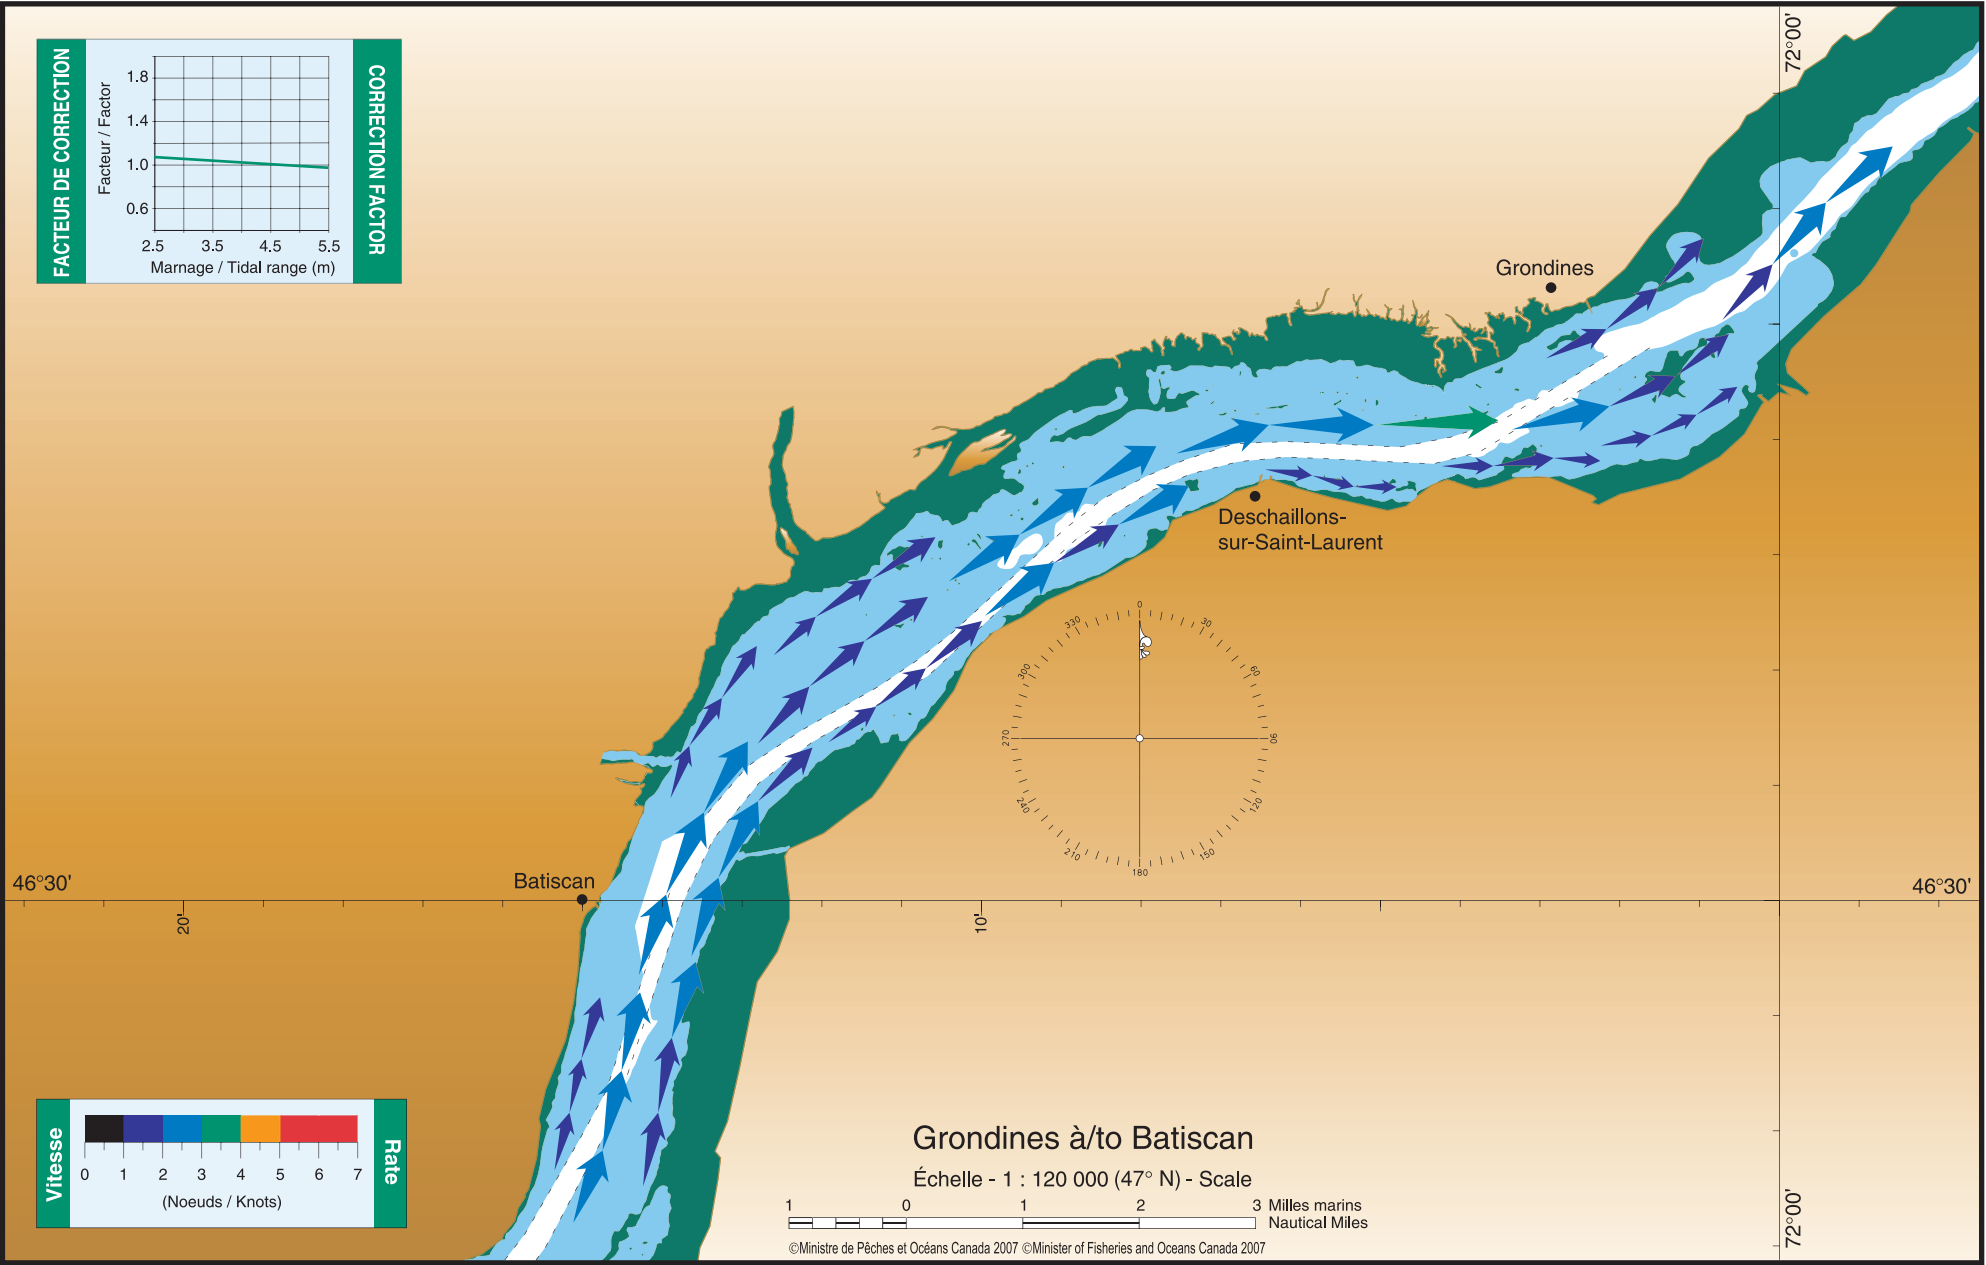 FACTEUR DE CORRECTION
Facteur / Factor
1.8
1.4
1.0
0.6
2.5 3.5 4.5 5.5
Marnage / Tidal range (m)
CORRECTION FACTOR
72°00'
Grondines
Deschaillons-
sur-Saint-Laurent
0
30
60
90
120
150
180
210
240
270
300
330
46°30'
Batiscan
46°30'
20'
10'
Vitesse
0 1 2 3 4 5 6 7
(Noeuds / Knots)
Rate
Grondines à/to Batiscan
Échelle - 1 : 120 000 (47° N) - Scale
1 0 1 2 3 Milles marins
Nautical Miles
©Ministre de Pêches et Océans Canada 2007 ©Minister of Fisheries and Oceans Canada 2007
72°00'